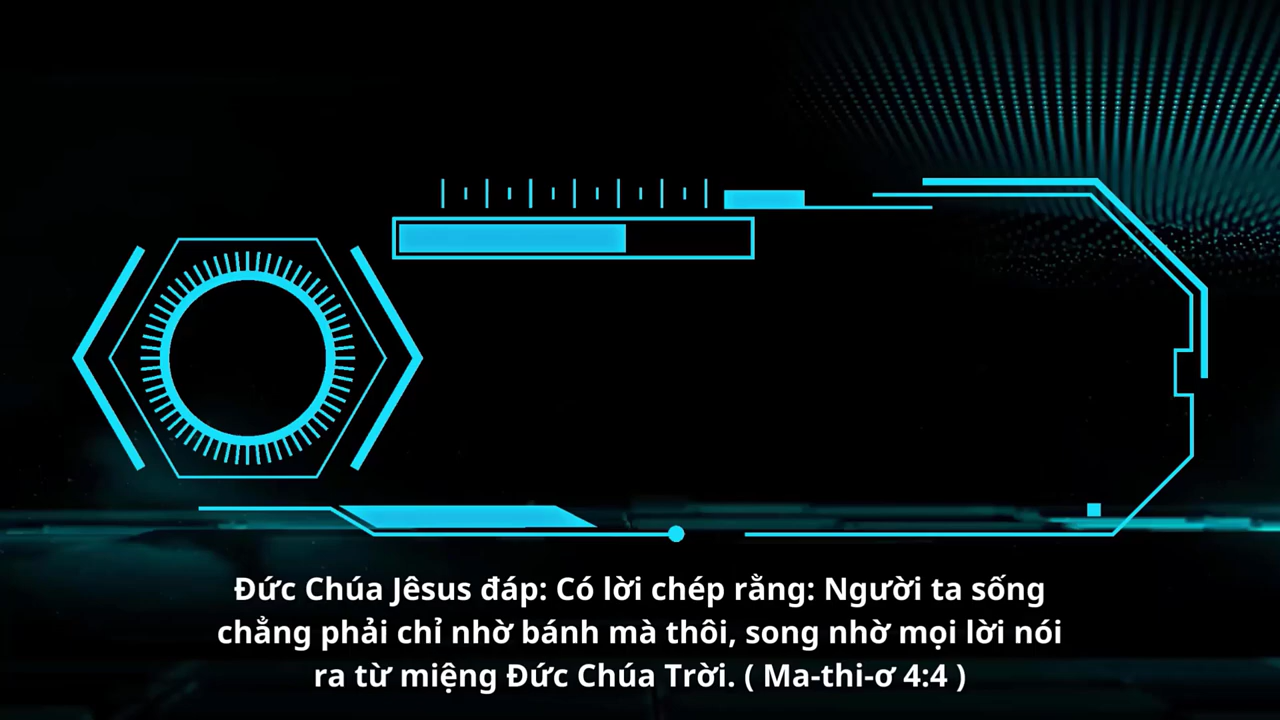 Đức Chúa Jêsus đáp: Có lời chép rằng: Người ta sống
chẳng phải chỉ nhờ bánh mà thôi, song nhờ mọi lời nói
ra từ miệng Đức Chúa Trời. ( Ma-thi-ơ 4:4 )